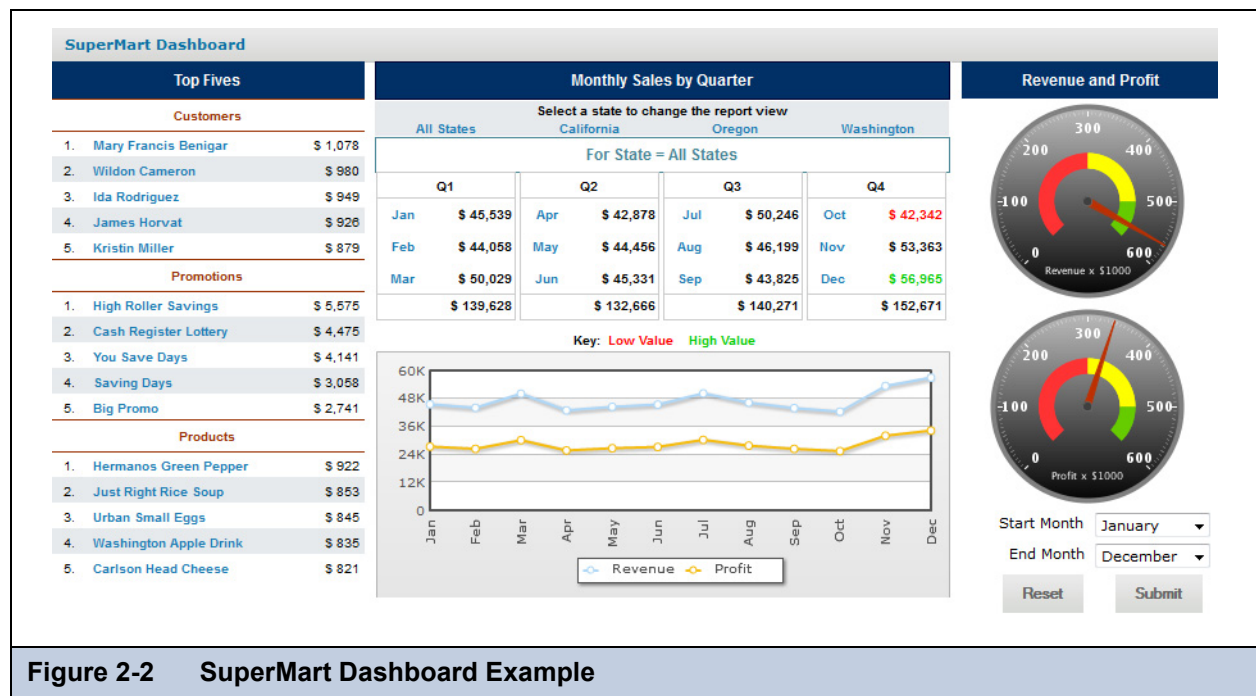 SuperMart Dashboard
Top Fives
Customers
1. Mary Francis Benigar $ 1,078
2. Wildon Cameron $ 980
3. Ida Rodriguez $ 949
4. James Horvat $ 926
5. Kristin Miller $ 879
Promotions
1. High Roller Savings $ 5,575
2. Cash Register Lottery $ 4,475
3. You Save Days $ 4,141
4. Saving Days $ 3,058
5. Big Promo $ 2,741
Products
1. Hermanos Green Pepper $ 922
2. Just Right Rice Soup $ 853
3. Urban Small Eggs $ 845
4. Washington Apple Drink $ 835
5. Carlson Head Cheese $ 821
Monthly Sales by Quarter
Select a state to change the report view
All States California Oregon Washington
For State = All States
Q1 Q2 Q3 Q4
Jan $ 45,539 Apr $ 42,878 Jul $ 50,246 Oct $ 42,342
Feb $ 44,058 May $ 44,456 Aug $ 46,199 Nov $ 53,363
Mar $ 50,029 Jun $ 45,331 Sep $ 43,825 Dec $ 56,965
$ 139,628 $ 132,666 $ 140,271 $ 152,671
Key: Low Value High Value
60K
48K
36K
24K
12K
0
Jan Feb Mar Apr May Jun Jul Aug Sep Oct Nov Dec
Revenue Profit
Revenue and Profit
300
200 400
100 500
0 600
Revenue x $1000
300
200 400
100 500
0 600
Profit x $1000
Start Month January
End Month December
Reset Submit
Figure 2-2 SuperMart Dashboard Example